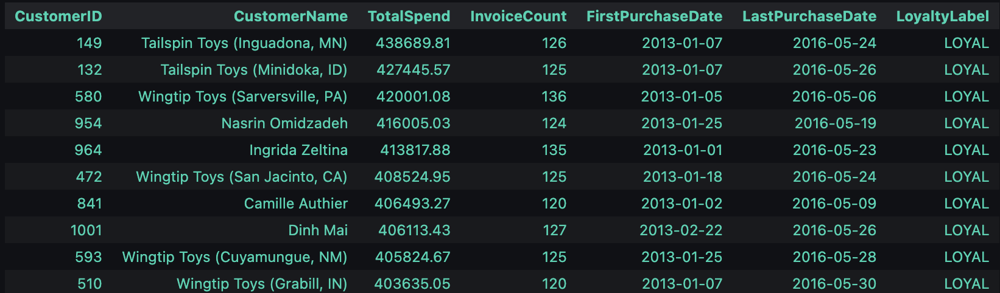 CustomerID CustomerName TotalSpend InvoiceCount FirstPurchaseDate LastPurchaseDate LoyaltyLabel
149 Tailspin Toys (Inguadona, MN) 438689.81 126 2013-01-07 2016-05-24 LOYAL
132 Tailspin Toys (Minidoka, ID) 427445.57 125 2013-01-07 2016-05-26 LOYAL
580 Wingtip Toys (Sarversville, PA) 420001.08 136 2013-01-05 2016-05-06 LOYAL
954 Nasrin Omidzadeh 416005.03 124 2013-01-25 2016-05-19 LOYAL
964 Ingrida Zeltina 413817.88 135 2013-01-01 2016-05-23 LOYAL
472 Wingtip Toys (San Jacinto, CA) 408524.95 125 2013-01-18 2016-05-24 LOYAL
841 Camille Authier 406493.27 120 2013-01-02 2016-05-09 LOYAL
1001 Dinh Mai 406113.43 127 2013-02-22 2016-05-26 LOYAL
593 Wingtip Toys (Cuyamungue, NM) 405824.67 125 2013-01-25 2016-05-28 LOYAL
510 Wingtip Toys (Grabill, IN) 403635.05 120 2013-01-07 2016-05-30 LOYAL